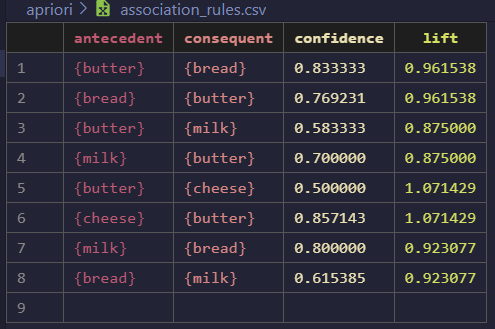 apriori > association_rules.csv
antecedent consequent confidence lift
1 {butter} {bread} 0.833333 0.961538
2 {bread} {butter} 0.769231 0.961538
3 {butter} {milk} 0.583333 0.875000
4 {milk} {butter} 0.700000 0.875000
5 {butter} {cheese} 0.500000 1.071429
6 {cheese} {butter} 0.857143 1.071429
7 {milk} {bread} 0.800000 0.923077
8 {bread} {milk} 0.615385 0.923077
9